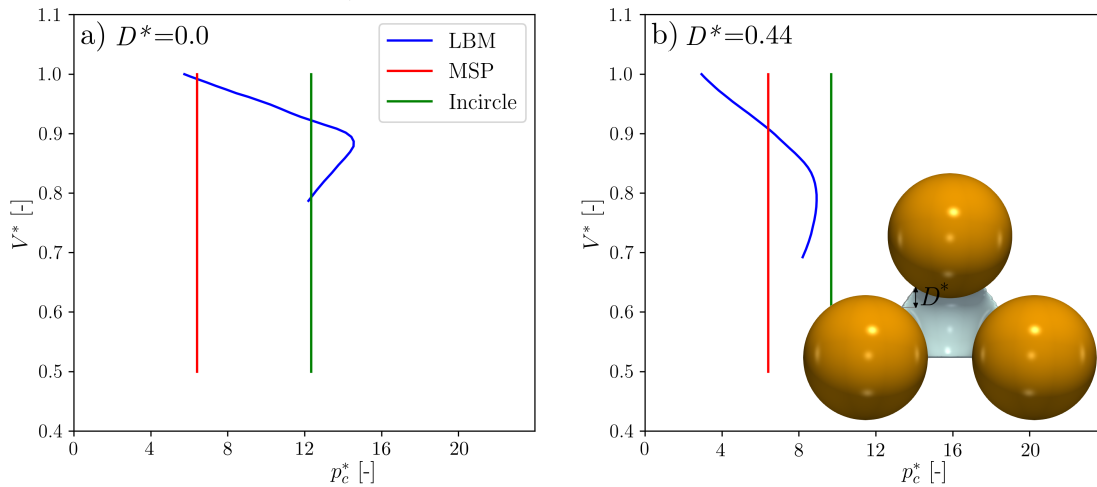 a) D*=0.0
LBM
MSP
Incircle
1.1
1.0
0.9
0.8
0.7
0.6
0.5
0.4
V* [-]
0 4 8 12 16 20
p_c^* [-]
b) D*=0.44
D*
1.1
1.0
0.9
0.8
0.7
0.6
0.5
0.4
V* [-]
0 4 8 12 16 20
p_c^* [-]